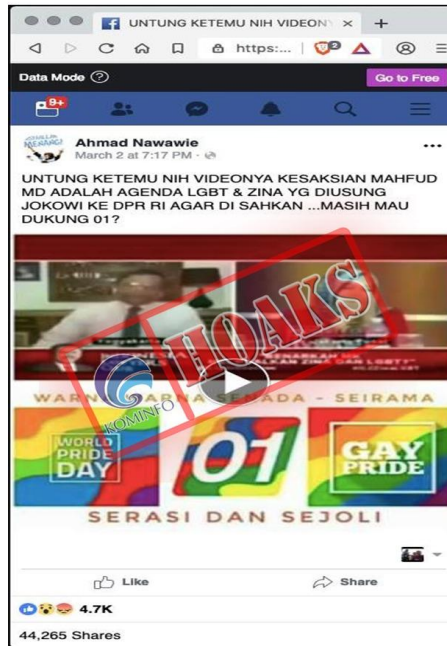 UNTUNG KETEMU NIH VIDEON
https:...
2
Data Mode
Go to Free
9+
Ahmad Nawawie
March 2 at 7:17 PM
UNTUNG KETEMU NIH VIDEONYA KESAKSIAN MAHFUD
MD ADALAH AGENDA LGBT & ZINA YG DIUSUNG
JOKOWI KE DPR RI AGAR DI SAHKAN ...MASIH MAU
DUKUNG 01?
HOAKS
KOMINFO
SENADA - SEIRAMA
WORLD
PRIDE
DAY
01
GAY
PRIDE
SERASI DAN SEJOLI
Like
Share
4.7K
44,265 Shares